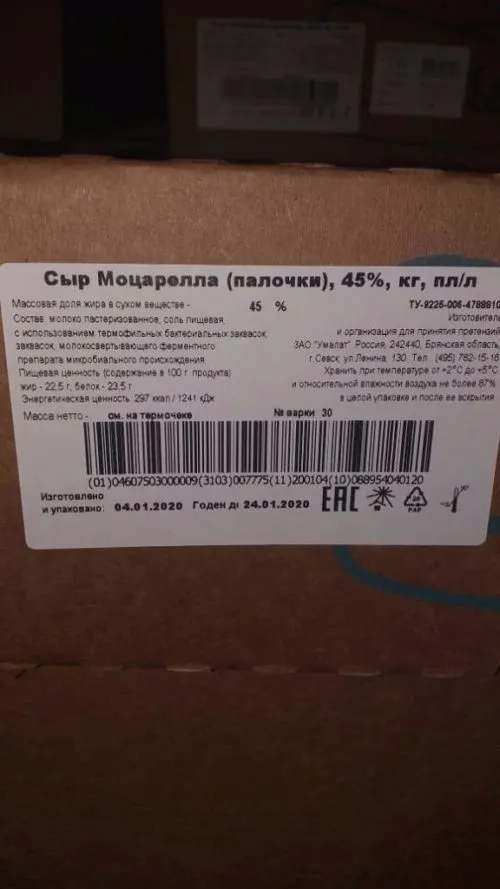 Сыр Моцарелла (палочки), 45%, кг, пл/л
Массовая доля жира в сухом веществе - 45 %
ТУ-9226-006-4788810
Состав: молоко пастеризованное, соль пищевая,
с использованием термофильных бактериальных заквасок,
заквасок, молокосвертывающего ферментного
препарата микробиального происхождения
Пищевая ценность (содержание в 100 г. продукта)
жир - 22,5 г, белок - 23,5 г
Энергетическая ценность: 297 ккал / 1241 кДж
Изготовитель
и организация для принятия претензий
ЗАО "Умалат" Россия, 242440, Брянская область,
г.Севск, ул.Ленина, 130. Тел. (495) 782-15-16
Хранить при температуре от +2°С до +5°С
и относительной влажности воздуха не более 87%
в целой упаковке и после ее вскрытия
Масса нетто - см. на термочеке № варки 30
(01)04607503000009(3103)007775(11)200104(10)088954040120
Изготовлено
и упаковано: 04.01.2020 Годен до 24.01.2020
EAC
PAP